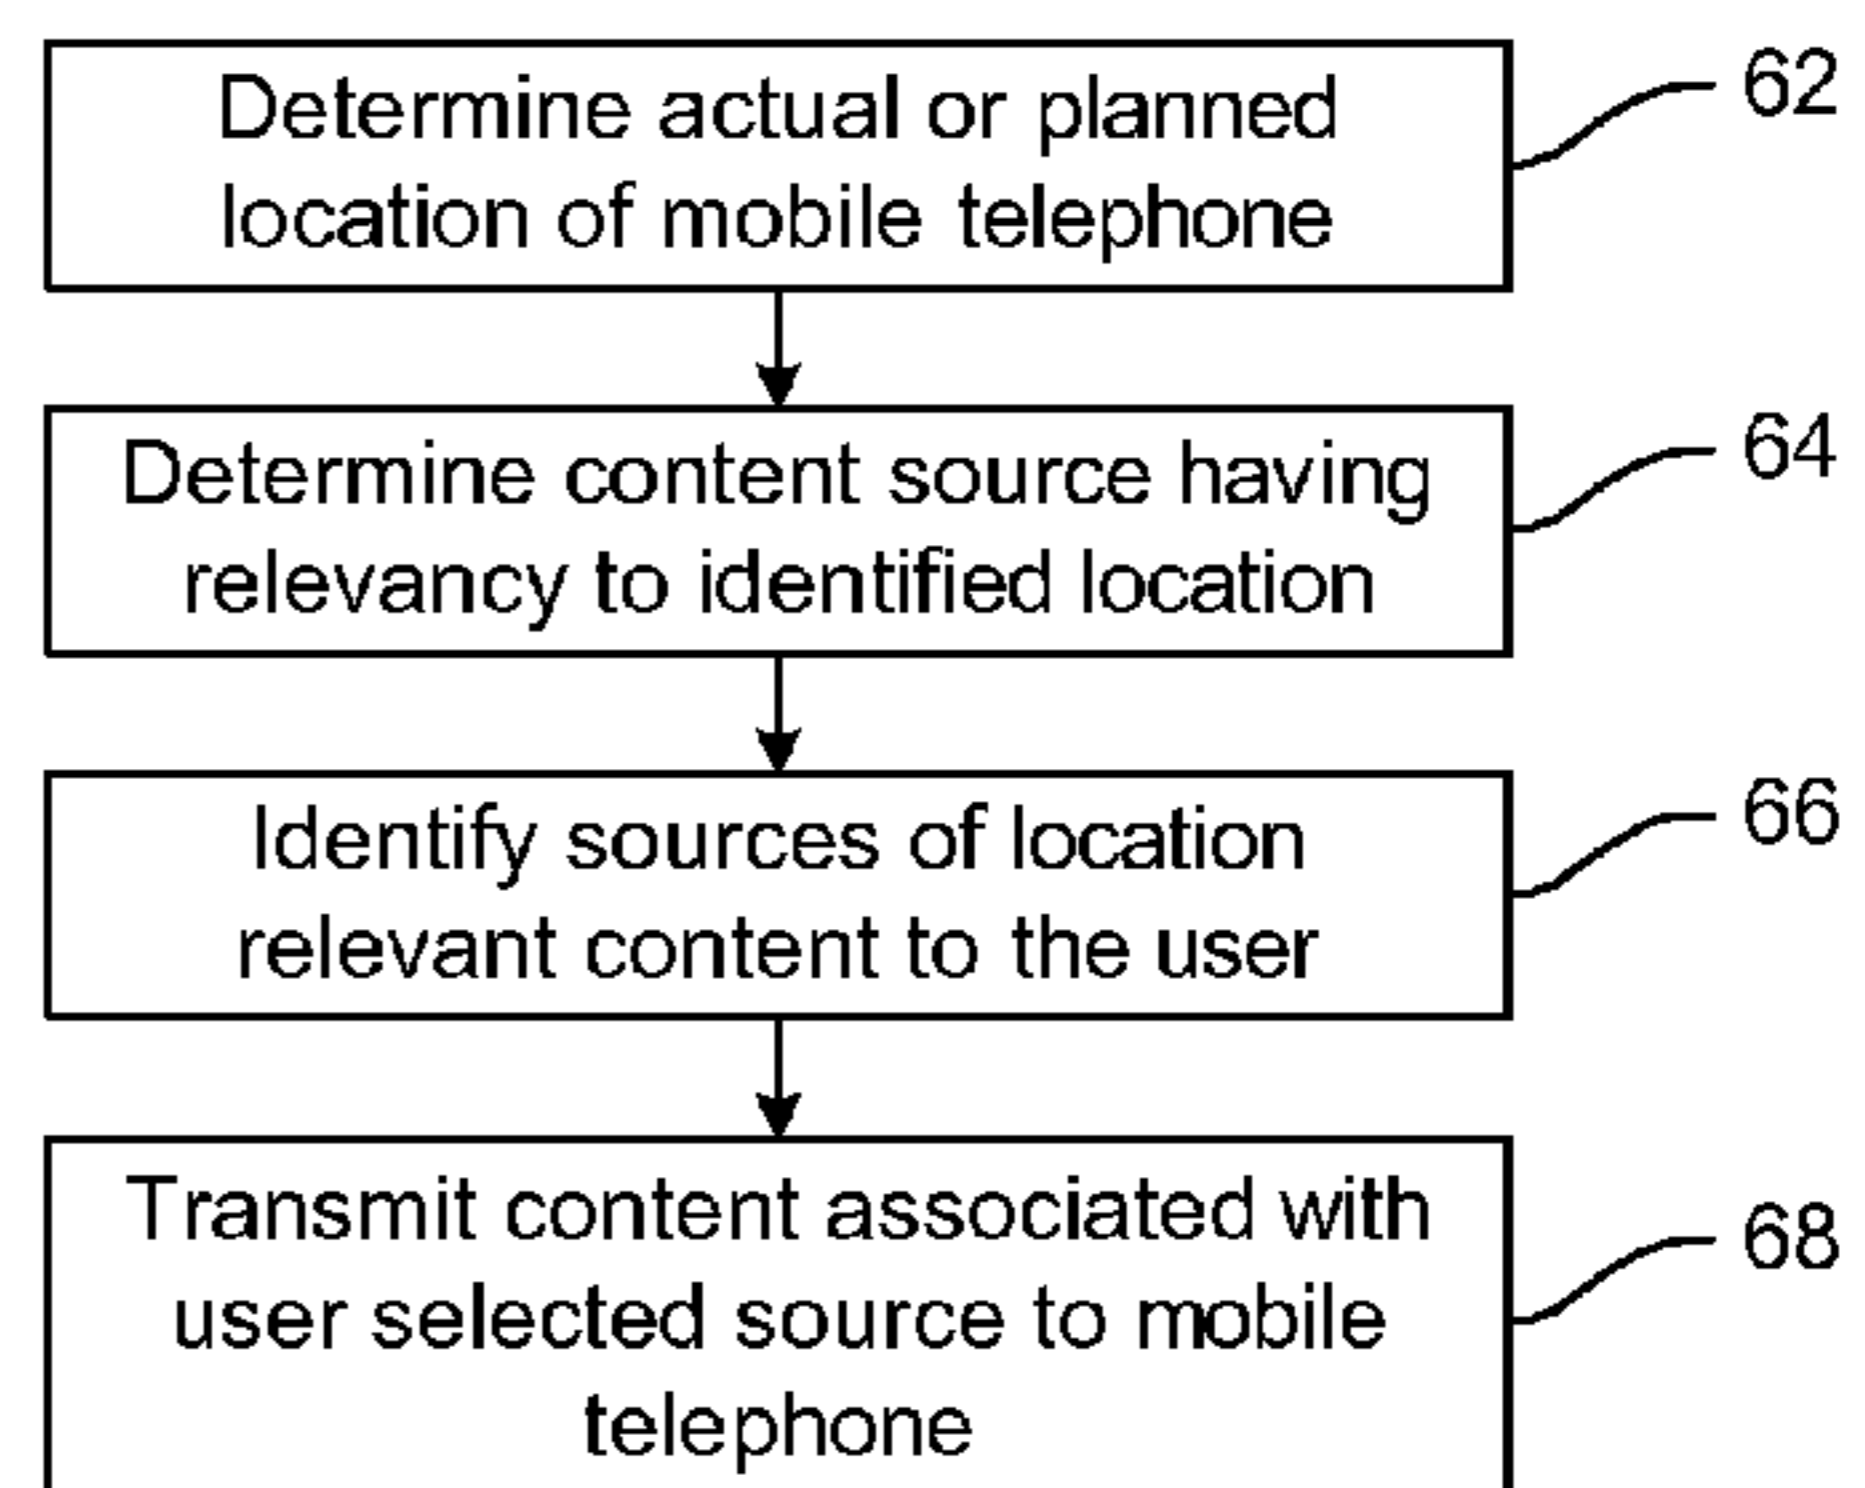 Determine actual or planned
location of mobile telephone
62
Determine content source having
relevancy to identified location
64
Identify sources of location
relevant content to the user
66
Transmit content associated with
user selected source to mobile
telephone
68